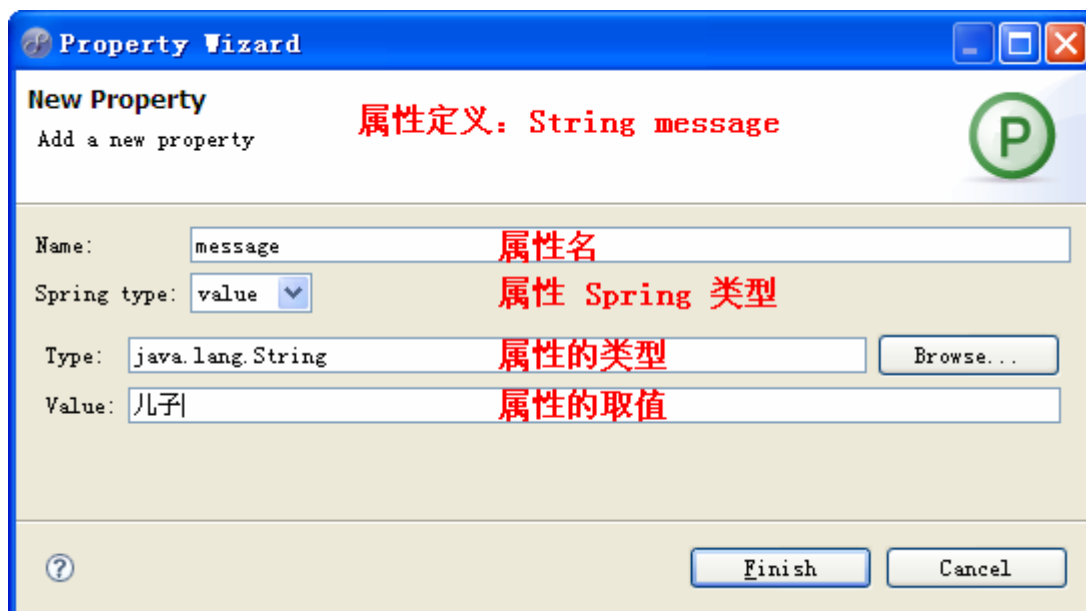 Property Wizard
New Property
Add a new property
属性定义：String message
P
Name: message 属性名
Spring type: value 属性 Spring 类型
Type: java.lang.String 属性的类型 Browse...
Value: 儿子 属性的取值
?
Finish Cancel